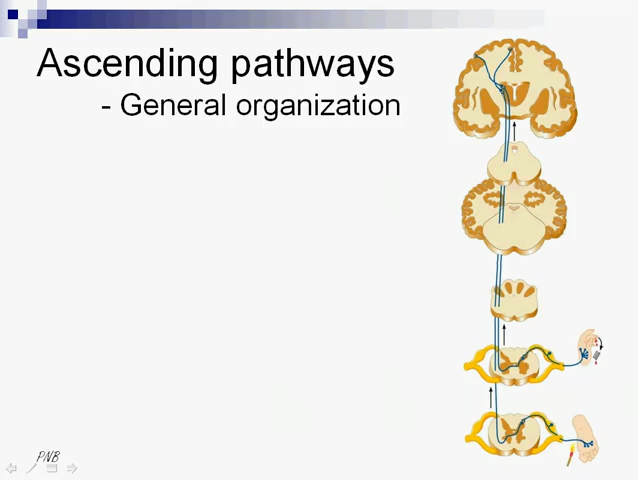 Ascending pathways
- General organization
PNB